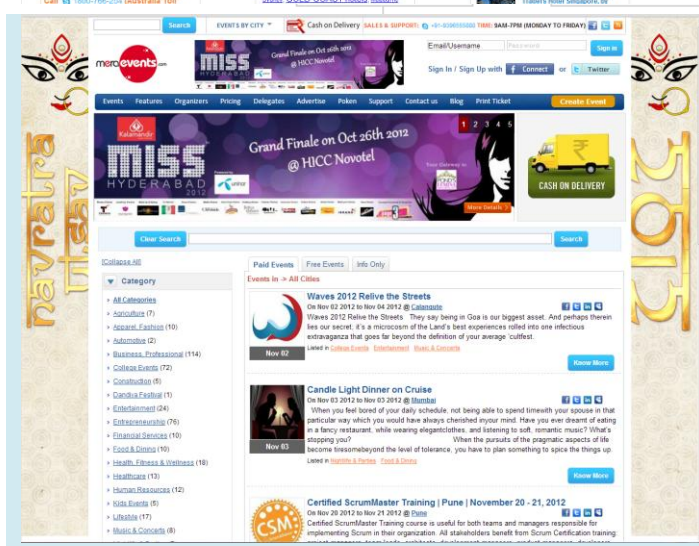 Search
EVENTS BY CITY
Cash on Delivery SALES & SUPPORT:
TIME: 9AM-7PM (MONDAY TO FRIDAY)
meraevents.com
MISS
HYDERABAD
Grand Finale on Oct 26th 2012
@ HICC Novotel
Email/Username
Password
Sign in
Sign In / Sign Up with
f Connect
or
Twitter
Events Features Organizers Pricing Delegates Advertise Poken Support Contact us Blog Print Ticket
Create Event
Kalamandir
MISS
HYDERABAD
2012
uninor
Grand Finale on Oct 26th 2012
@ HICC Novotel
1 2 3 4 5
POND'S
More Details >
CASH ON DELIVERY
navratra
Clear Search
Search
[Collapse All]
Category
All Categories
Agriculture (7)
Apparel, Fashion (10)
Automotive (2)
Business, Professional (114)
College Events (72)
Construction (5)
Dandiya Festival (1)
Entertainment (24)
Entrepreneurship (76)
Financial Services (10)
Food & Dining (10)
Health, Fitness & Wellness (18)
Healthcare (13)
Human Resources (12)
Kids Events (5)
Lifestyle (17)
Music & Concerts (8)
Paid Events Free Events Info Only
Events in -> All Cities
Waves 2012 Relive the Streets
On Nov 02 2012 to Nov 04 2012 @ Calangute
Waves 2012 Relive the Streets They say being in Goa is our biggest asset. And perhaps therein
lies our secret; it's a microcosm of the Land's best experiences rolled into one infectious
extravaganza that goes far beyond the definition of your average 'cultfest.
Listed in College Events Entertainment Music & Concerts
Nov 02
Know More
Candle Light Dinner on Cruise
On Nov 03 2012 to Nov 03 2012 @ Mumbai
When you feel bored of your daily schedule, not being able to spend timewith your spouse in that
particular way which you would have always cherished inyour mind. Have you ever dreamt of eating
in a fancy restaurant, while wearing elegantclothes, and listening to soft, romantic music? What's
stopping you? When the pursuits of the pragmatic aspects of life
become tiresomebeyond the level of tolerance, you have to plan something to spice the things up.
Listed in Nightlife & Parties Food & Dining
Nov 03
Know More
Certified ScrumMaster Training | Pune | November 20 - 21, 2012
On Nov 20 2012 to Nov 21 2012 @ Pune
Certified ScrumMaster Training course is useful for both teams and managers responsible for
implementing Scrum in their organization. All stakeholders benefit from Scrum Certification training
CSM